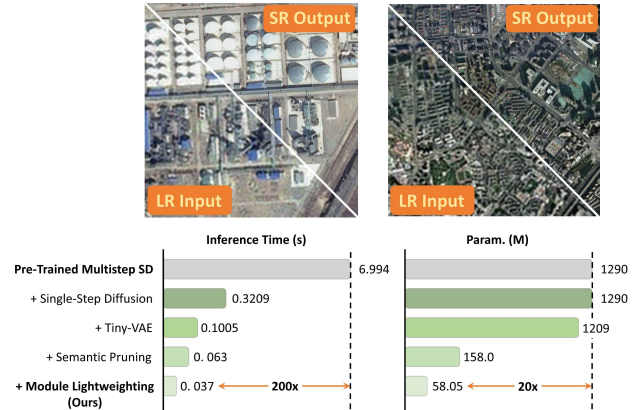 SR Output
LR Input
SR Output
LR Input
Inference Time (s)
Param. (M)
Pre-Trained Multistep SD
6.994
1290
+ Single-Step Diffusion
0.3209
1290
+ Tiny-VAE
0.1005
1209
+ Semantic Pruning
0. 063
158.0
+ Module Lightweighting
(Ours)
0. 037
200x
58.05
20x